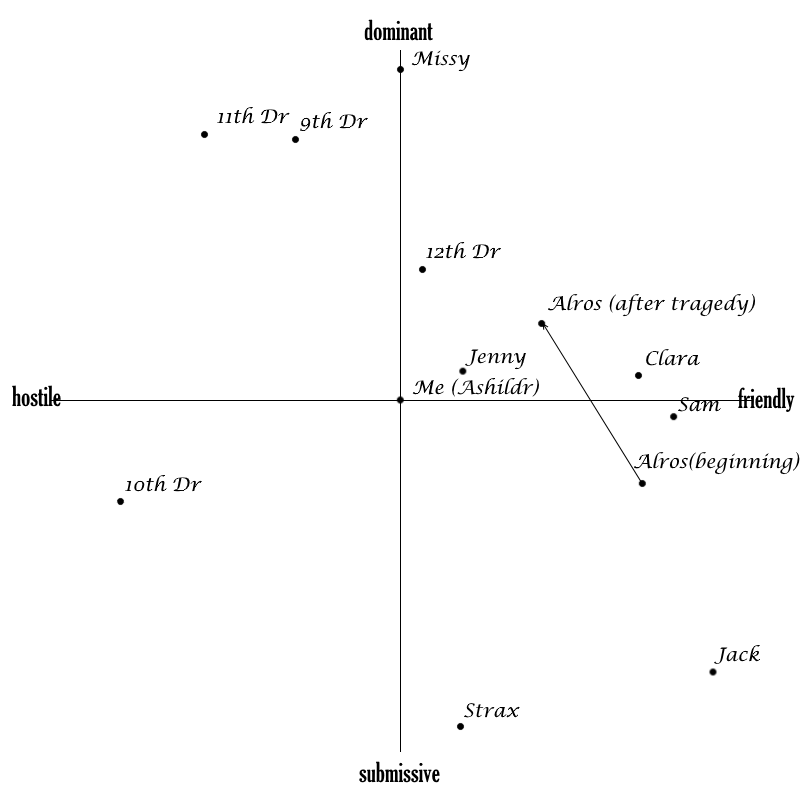 dominant
Missy
11th Dr
9th Dr
12th Dr
Alros (after tragedy)
Jenny
Clara
Me (Ashildr)
hostile
friendly
Sam
Alros(beginning)
10th Dr
Jack
Strax
submissive